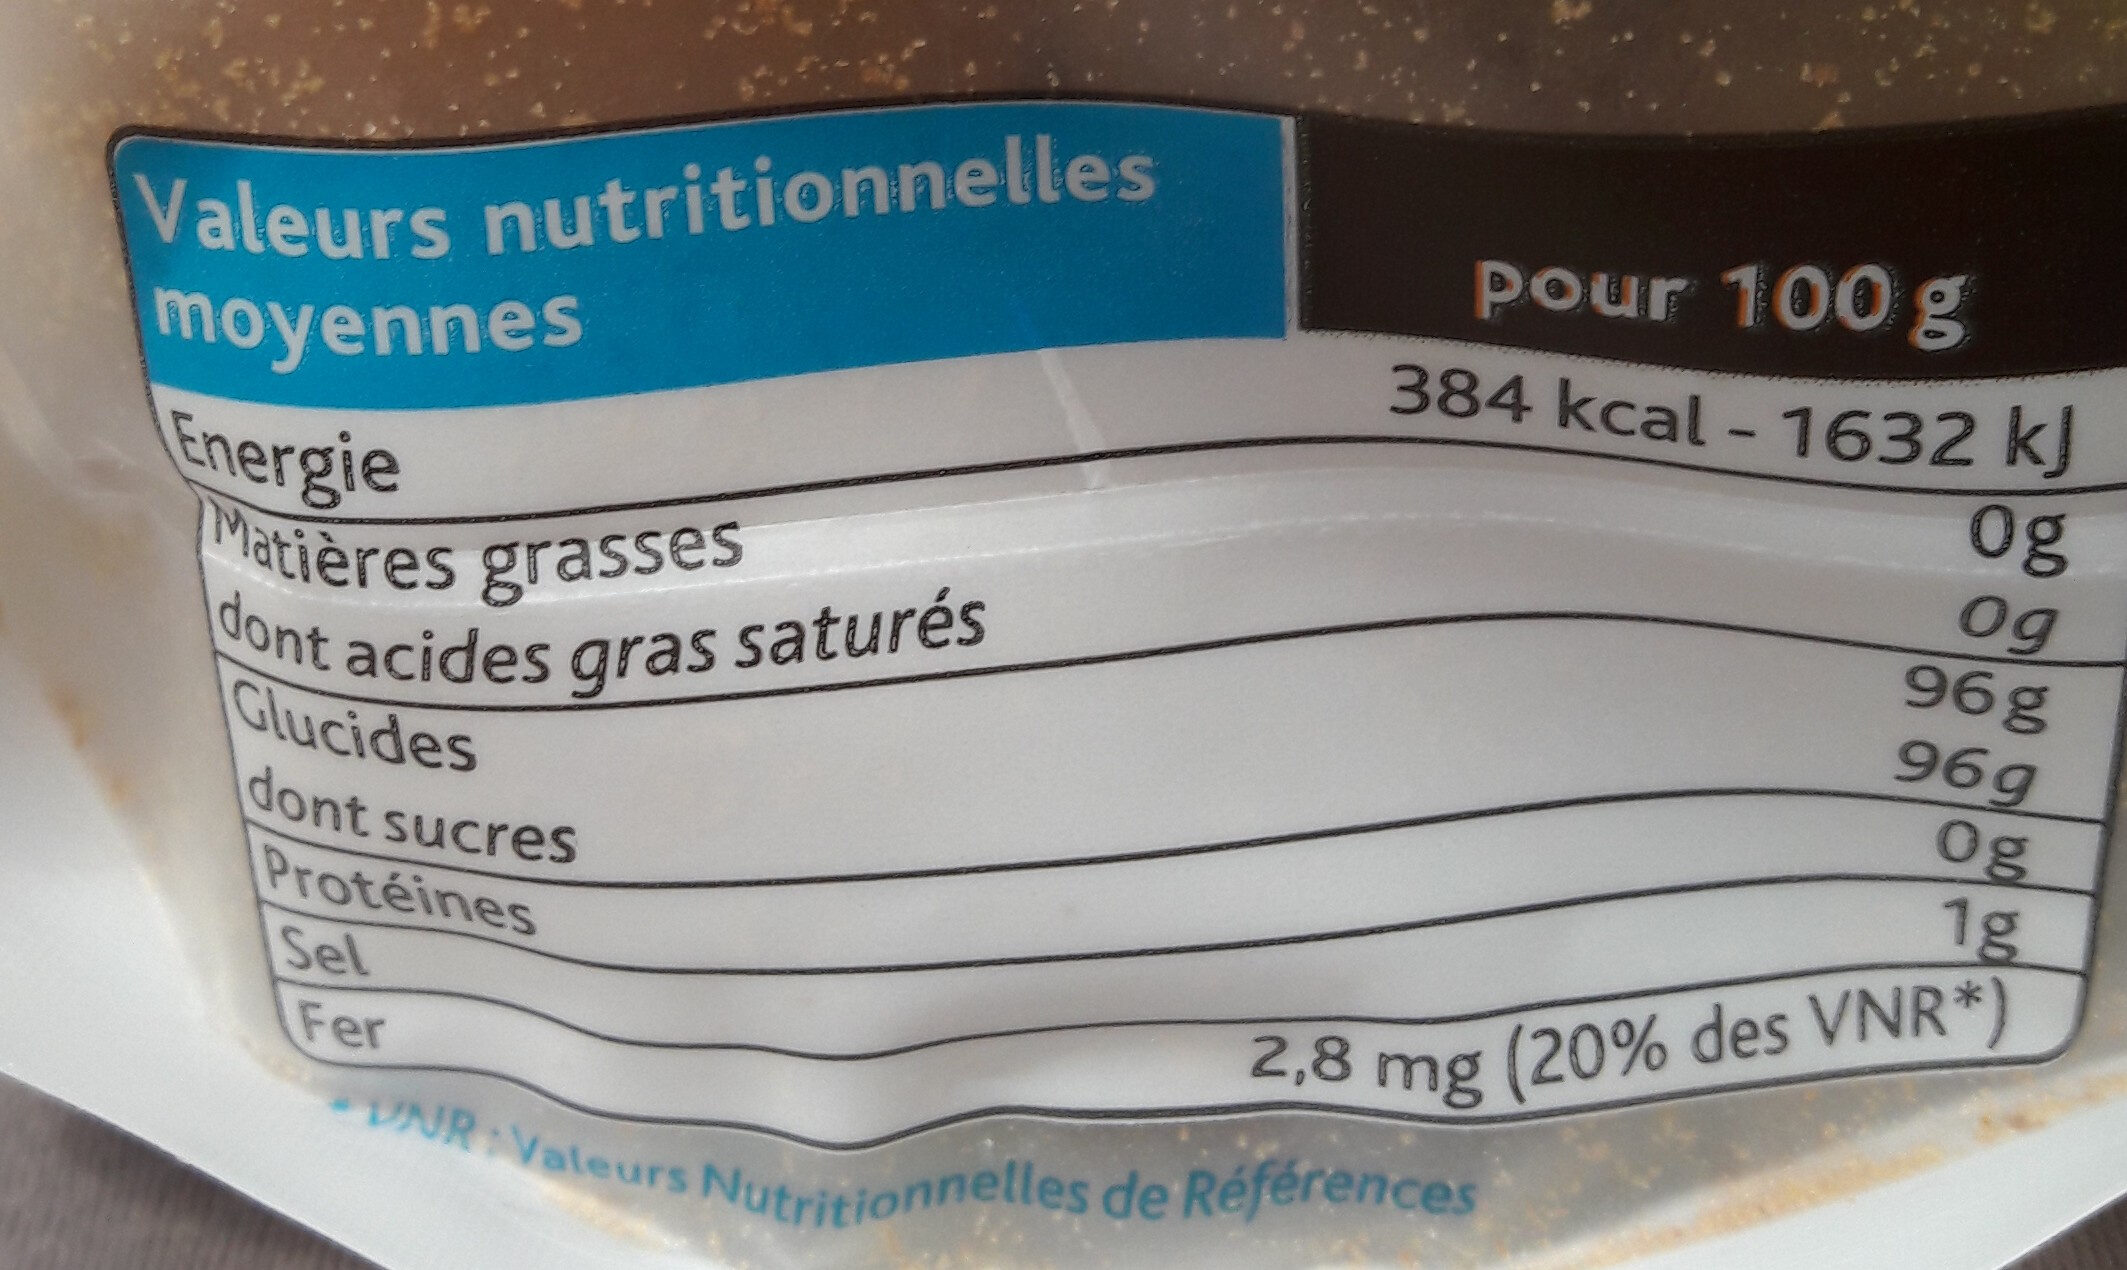 Valeurs nutritionnelles
moyennes
pour 100 g
Energie 384 kcal - 1632 kJ
Matières grasses 0g
dont acides gras saturés 0g
Glucides 96g
dont sucres 96g
Protéines 0g
Sel 1g
Fer 2,8 mg (20% des VNR*)
* VNR : Valeurs Nutritionnelles de Références